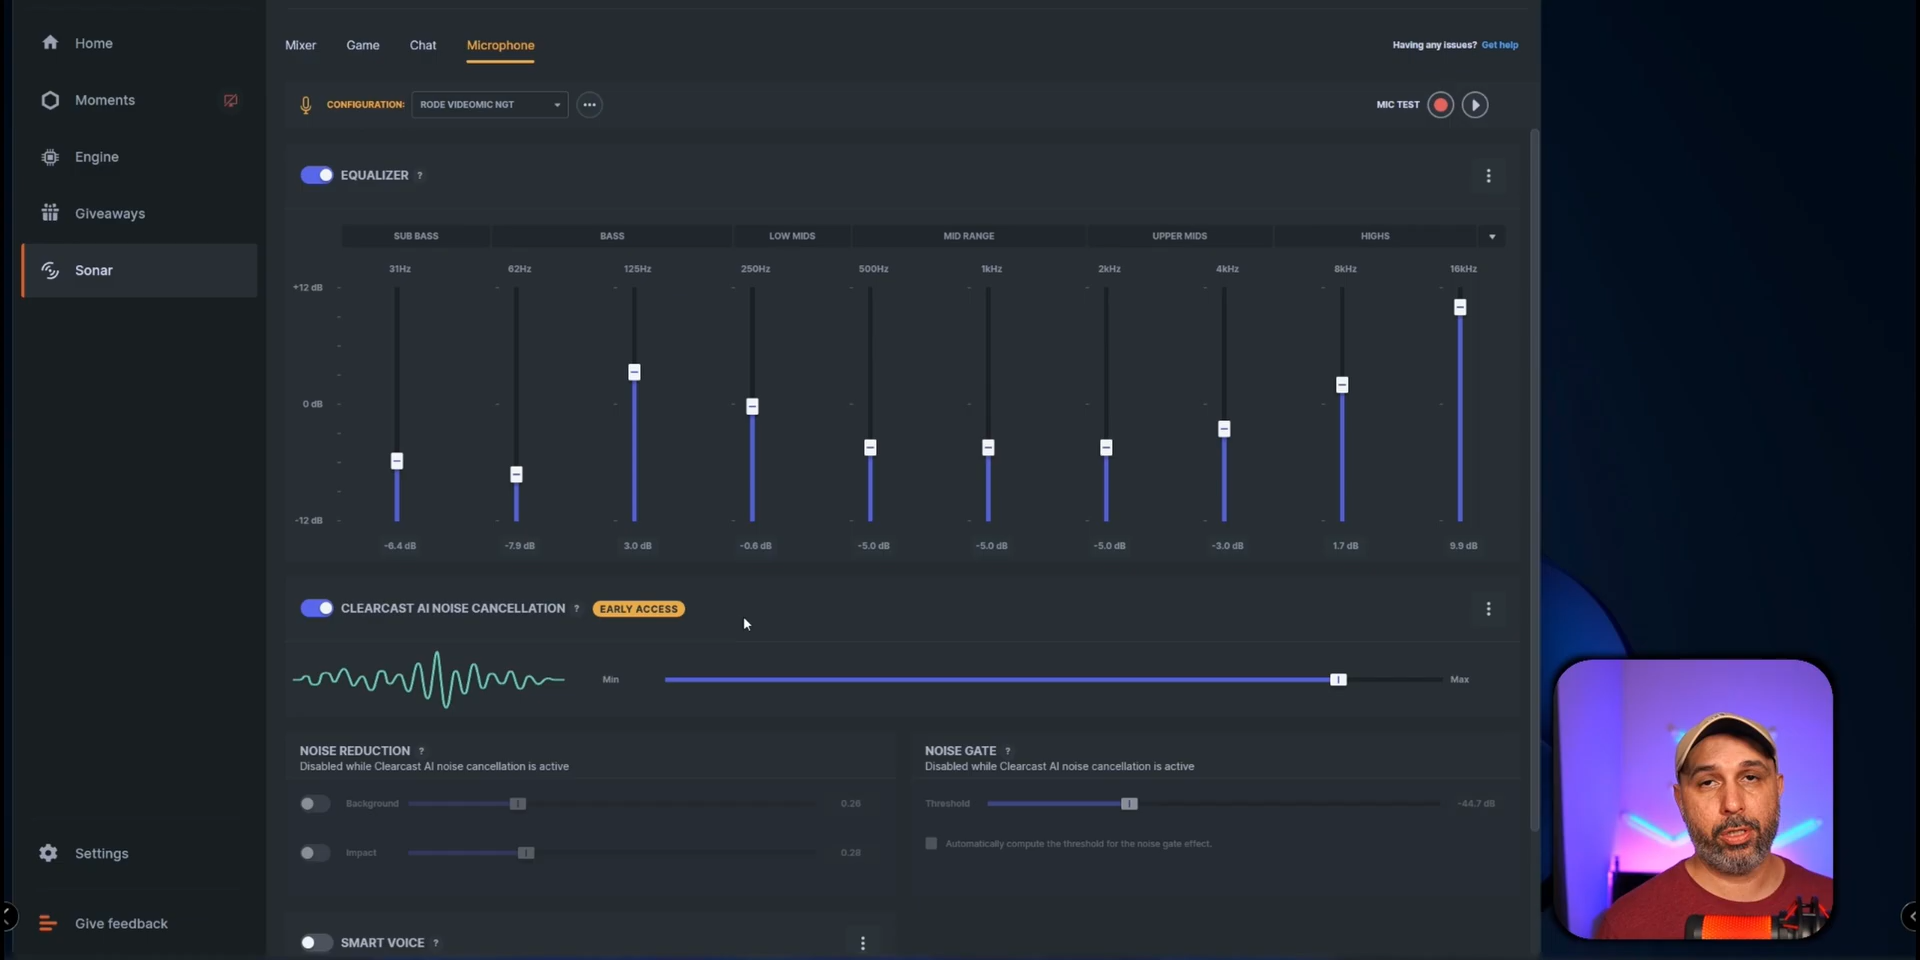 Home
Moments
Engine
Giveaways
Sonar
Settings
Give feedback
Mixer Game Chat Microphone
Having any issues? Get help
CONFIGURATION: RODE VIDEOMIC NGT
MIC TEST
EQUALIZER ?
SUB BASS BASS LOW MIDS MID RANGE UPPER MIDS HIGHS
31Hz 62Hz 125Hz 250Hz 500Hz 1kHz 2kHz 4kHz 8kHz 16kHz
+12 dB
0 dB
-12 dB
-6.4 dB -7.9 dB 3.0 dB -0.6 dB -5.0 dB -5.0 dB -5.0 dB -3.0 dB 1.7 dB 9.9 dB
CLEARCAST AI NOISE CANCELLATION ? EARLY ACCESS
Min Max
NOISE REDUCTION ?
Disabled while Clearcast AI noise cancellation is active
Background 0.26
Impact 0.28
NOISE GATE ?
Disabled while Clearcast AI noise cancellation is active
Threshold -44.7 dB
Automatically compute the threshold for the noise gate effect.
SMART VOICE ?